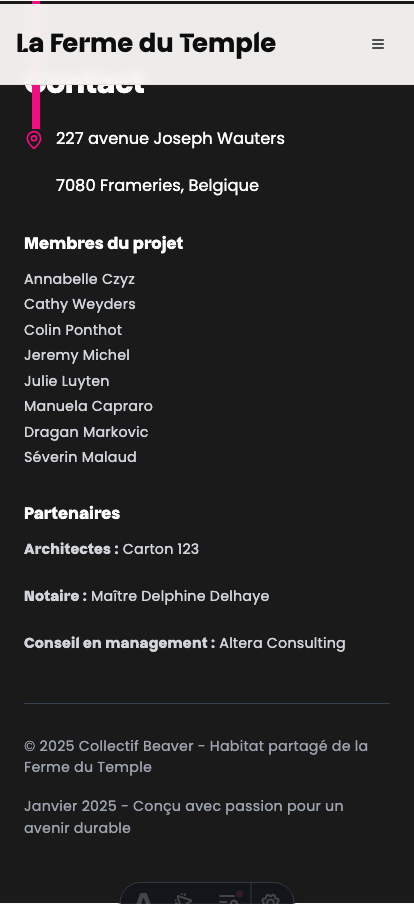 La Ferme du Temple
Contact
227 avenue Joseph Wauters
7080 Frameries, Belgique
Membres du projet
Annabelle Czyz
Cathy Weyders
Colin Ponthot
Jeremy Michel
Julie Luyten
Manuela Capraro
Dragan Markovic
Séverin Malaud
Partenaires
Architectes : Carton 123
Notaire : Maître Delphine Delhaye
Conseil en management : Altera Consulting
© 2025 Collectif Beaver - Habitat partagé de la
Ferme du Temple
Janvier 2025 - Conçu avec passion pour un
avenir durable